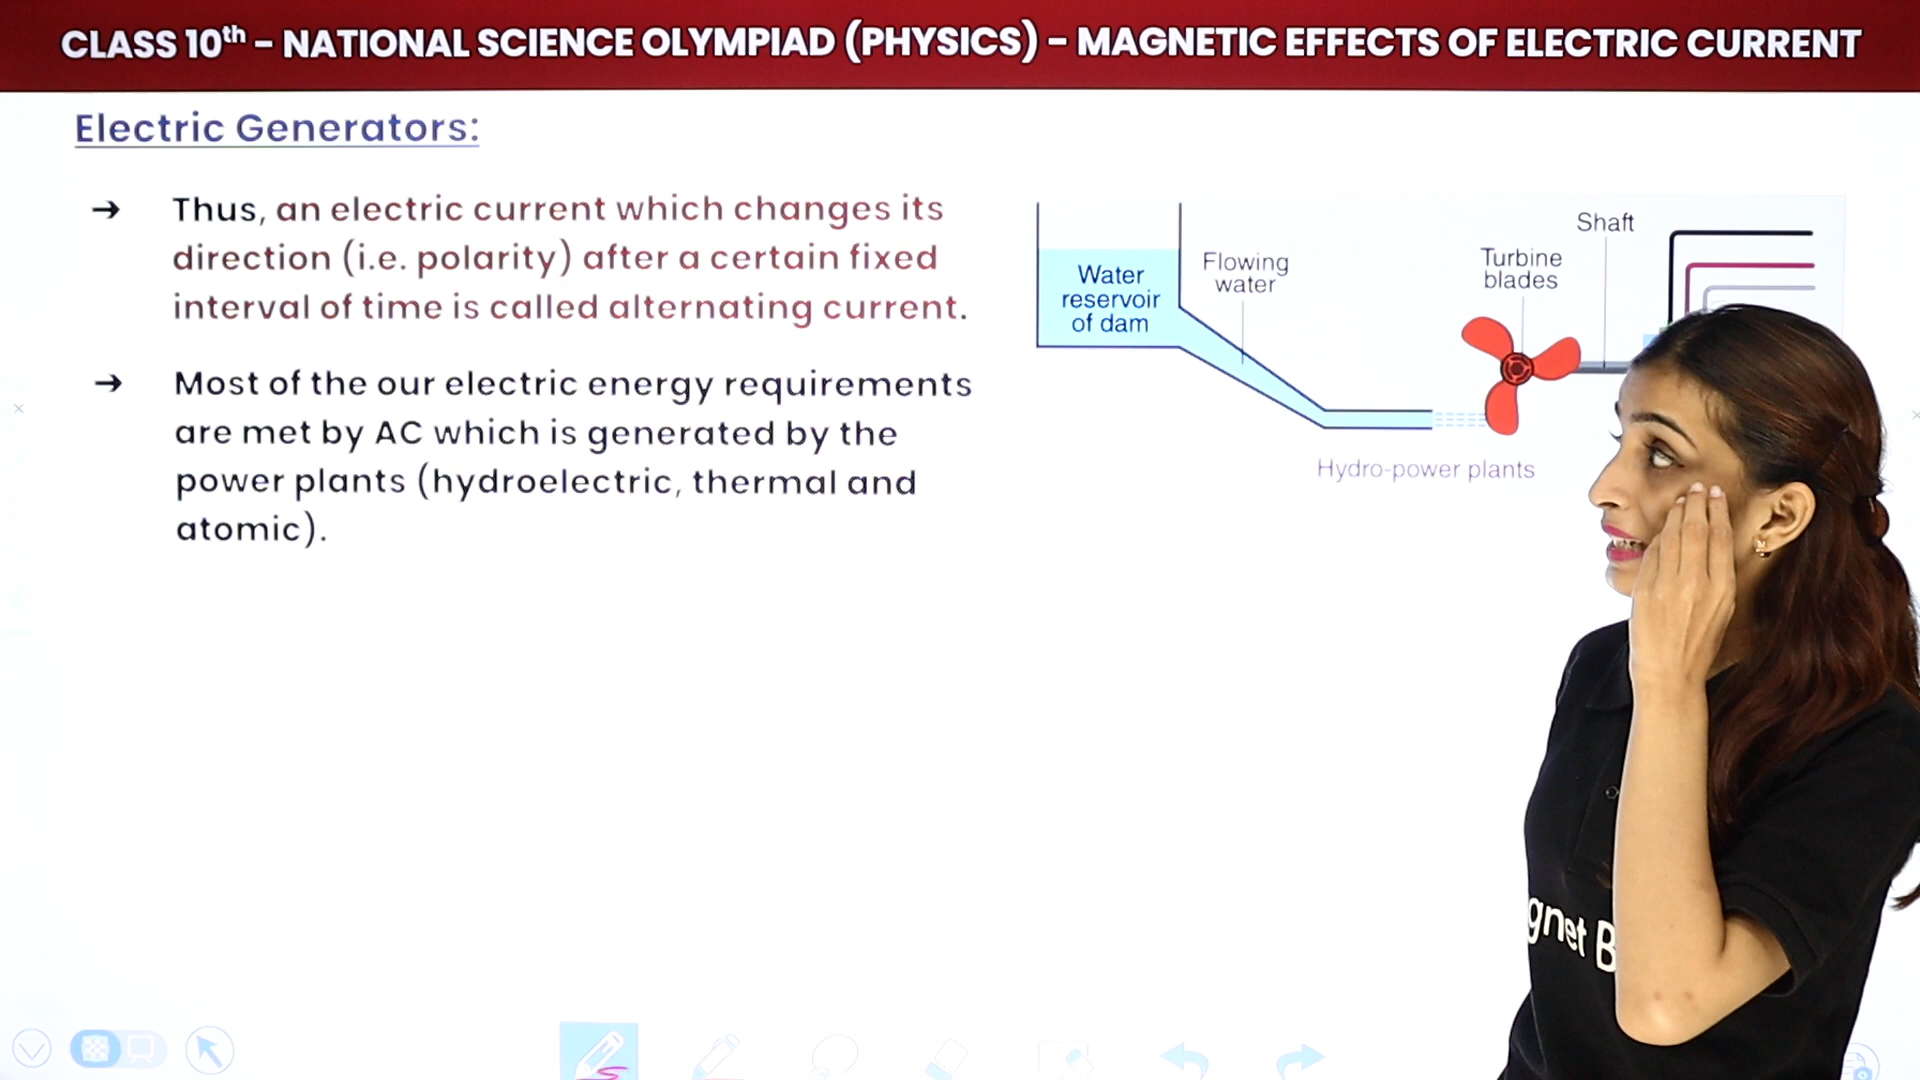 CLASS 10th - NATIONAL SCIENCE OLYMPIAD (PHYSICS) - MAGNETIC EFFECTS OF ELECTRIC CURRENT
Electric Generators:
→ Thus, an electric current which changes its
direction (i.e. polarity) after a certain fixed
interval of time is called alternating current.
→ Most of the our electric energy requirements
are met by AC which is generated by the
power plants (hydroelectric, thermal and
atomic).
Water
reservoir
of dam
Flowing
water
Turbine
blades
Shaft
Hydro-power plants
gnet B